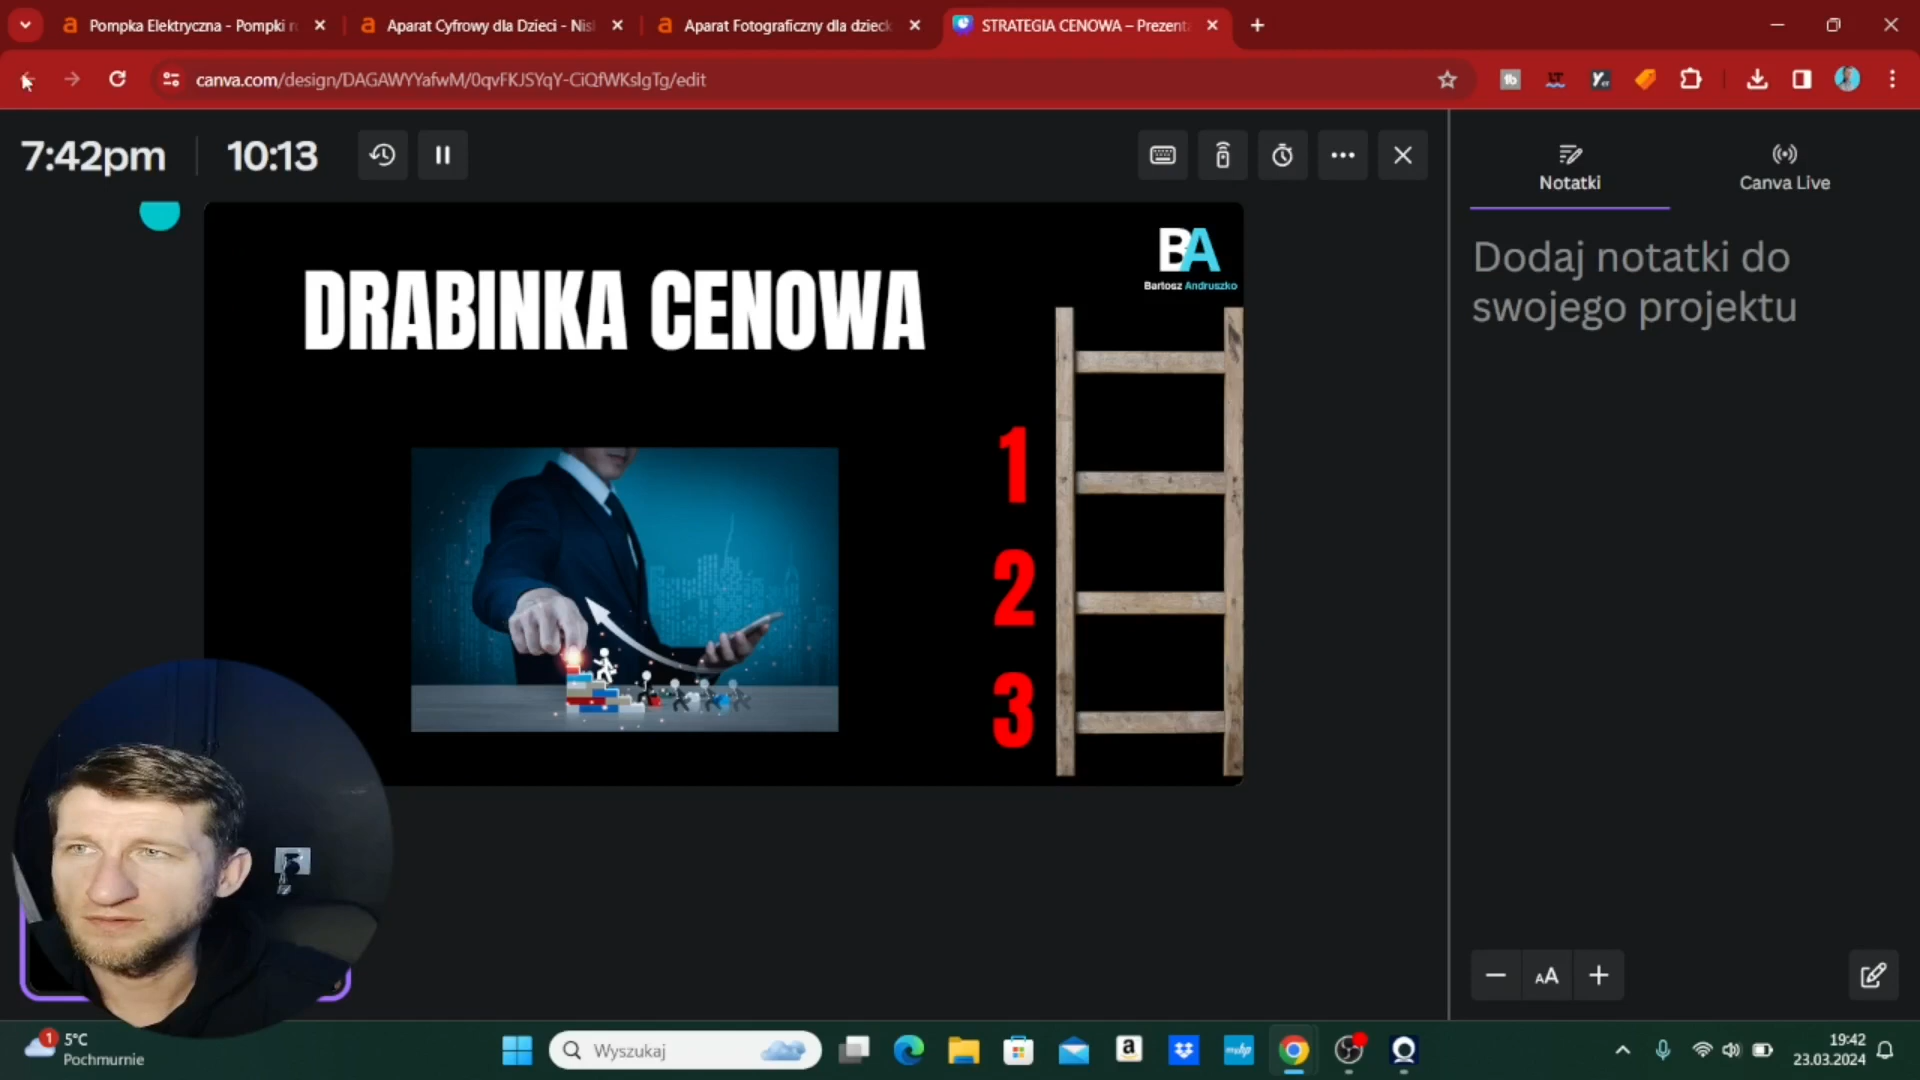 Pompka Elektryczna - Pompki r
Aparat Cyfrowy dla Dzieci - Nis
Aparat Fotograficzny dla dzieck
STRATEGIA CENOWA – Prezent
canva.com/design/DAGAWYYafwM/0qvFKJSYqY-CiQfWKslgTg/edit
7:42pm
10:13
Notatki
Canva Live
Dodaj notatki do
swojego projektu
BA
Bartosz Andruszko
DRABINKA CENOWA
1
2
3
AA
1
5°C
Pochmurnie
Wyszukaj
19:42
23.03.2024